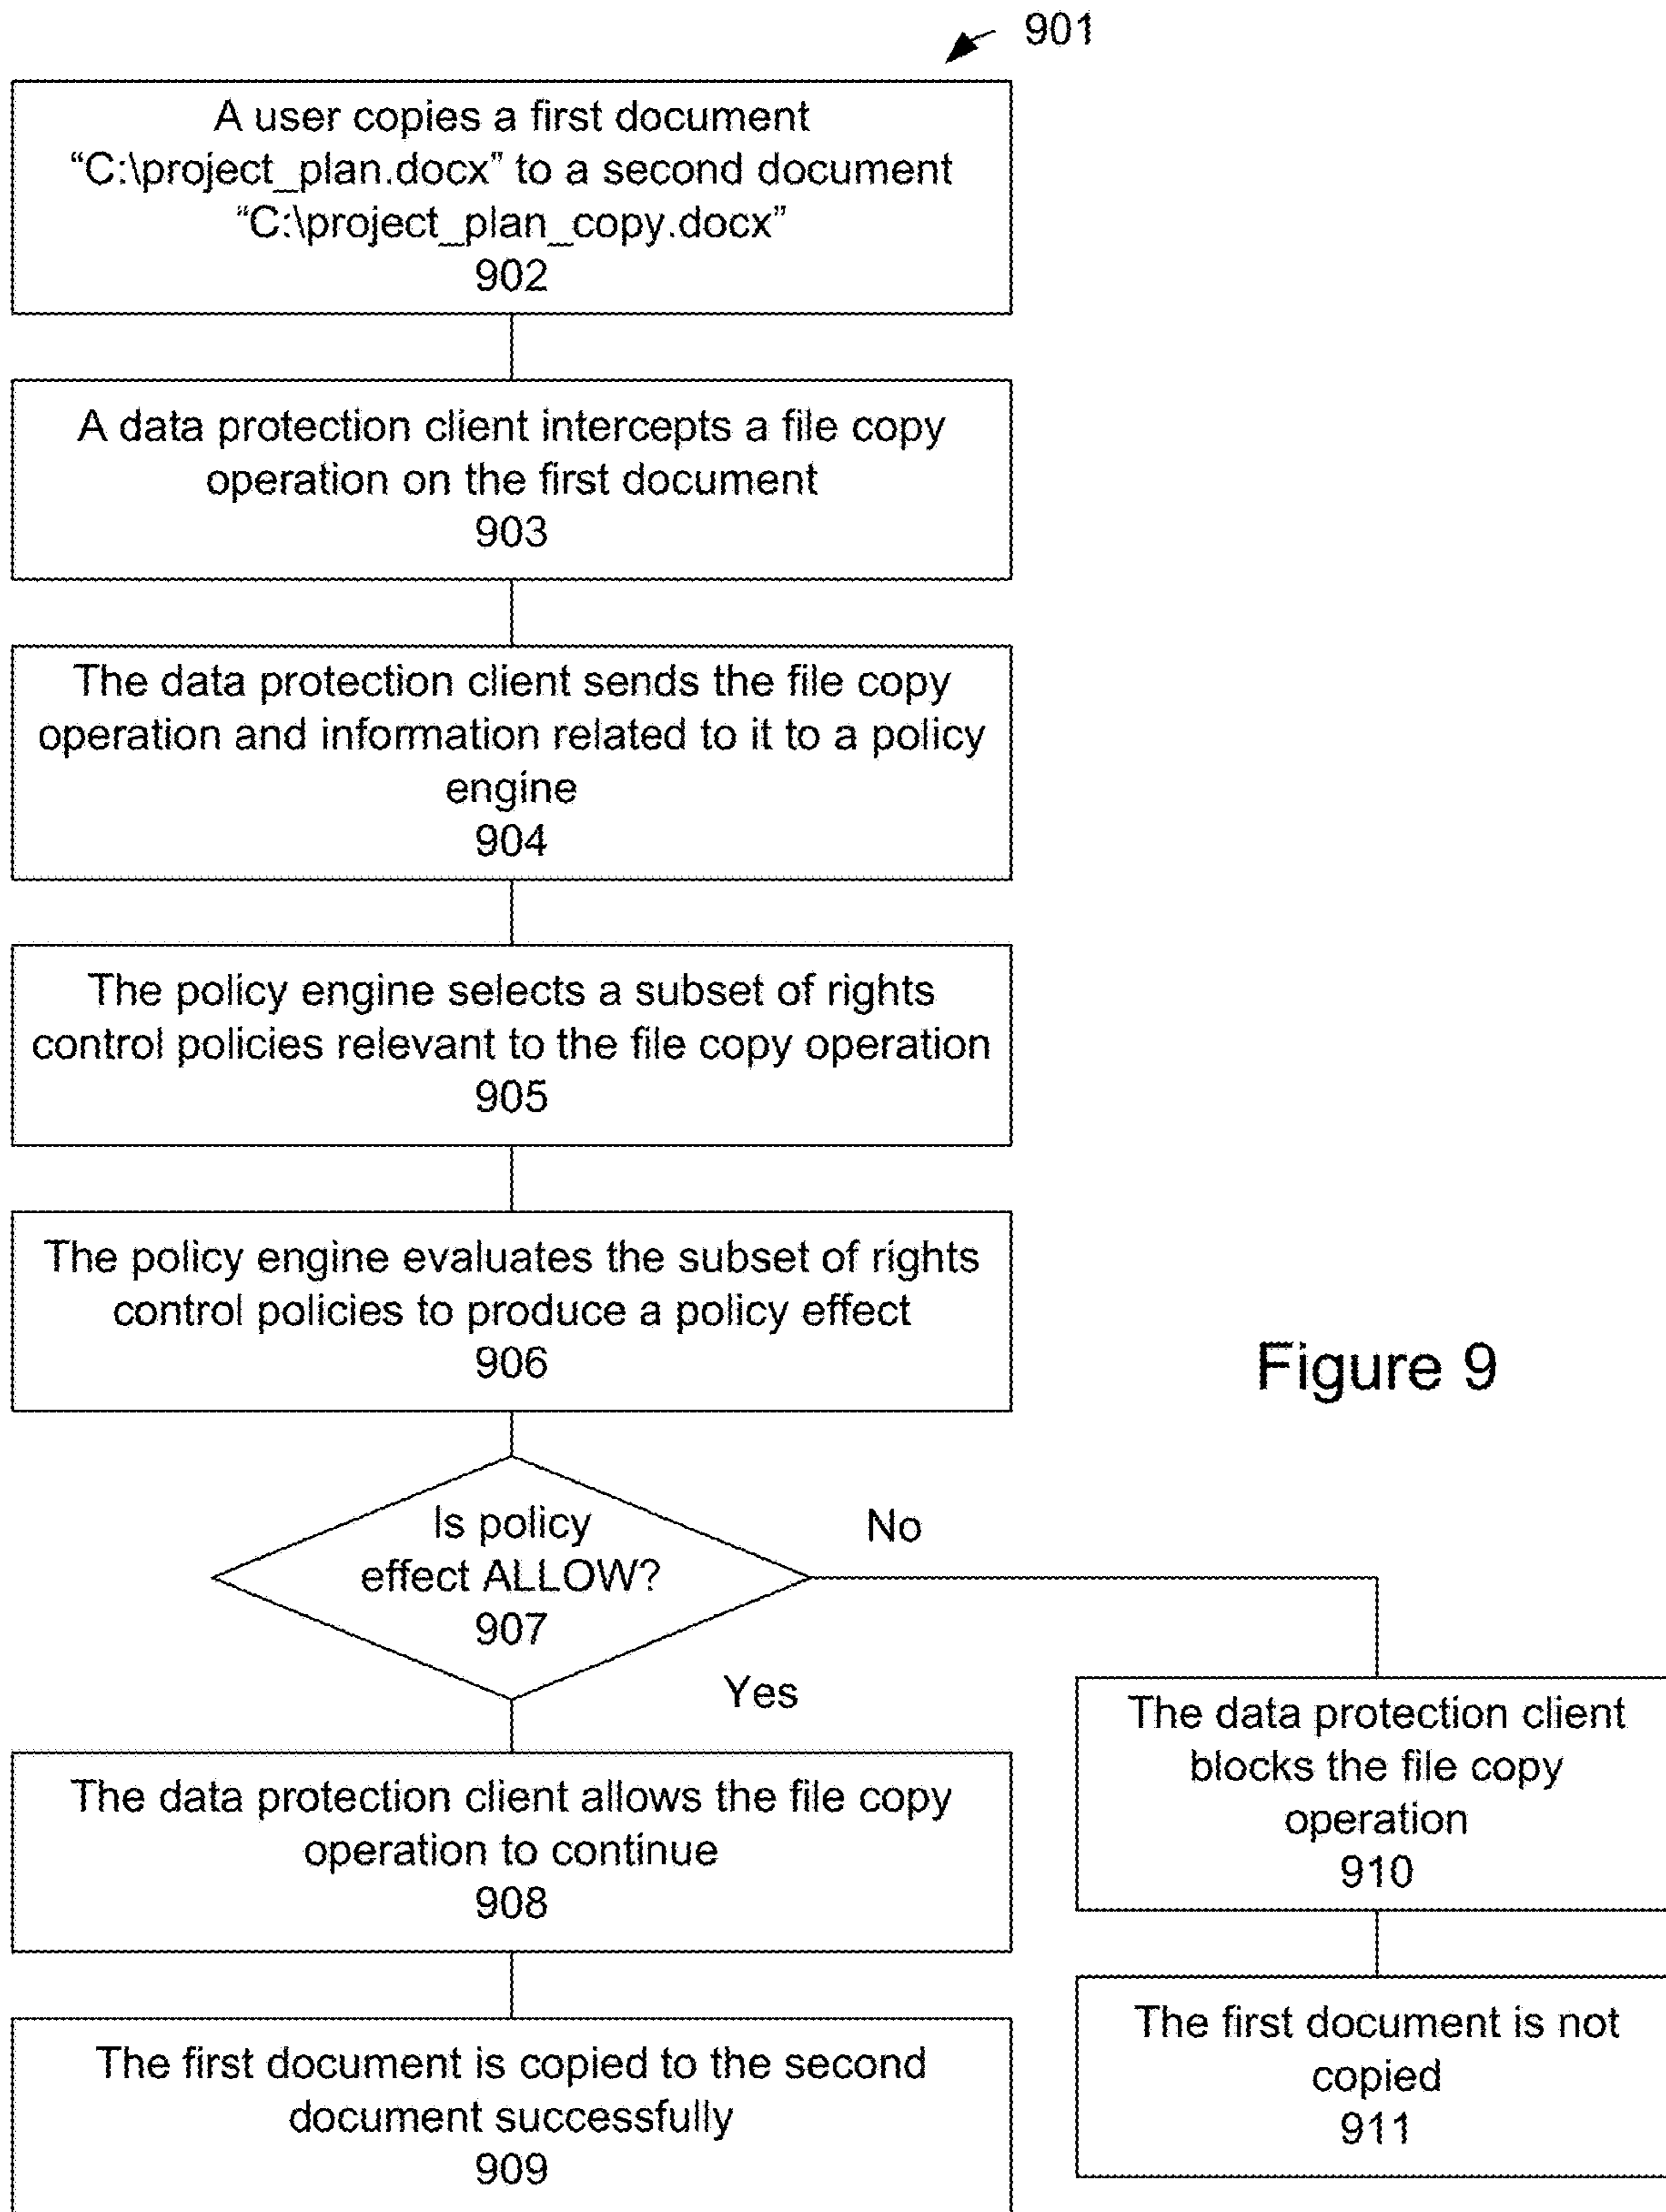 901
A user copies a first document
“C:\project_plan.docx” to a second document
“C:\project_plan_copy.docx”
902
A data protection client intercepts a file copy
operation on the first document
903
The data protection client sends the file copy
operation and information related to it to a policy
engine
904
The policy engine selects a subset of rights
control policies relevant to the file copy operation
905
The policy engine evaluates the subset of rights
control policies to produce a policy effect
906
Figure 9
Is policy
effect ALLOW?
907
No
Yes
The data protection client allows the file copy
operation to continue
908
The first document is copied to the second
document successfully
909
The data protection client
blocks the file copy
operation
910
The first document is not
copied
911